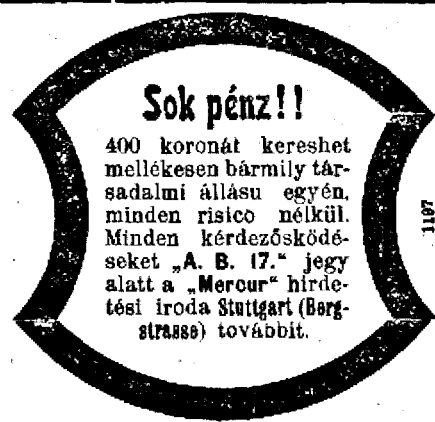 Sok pénz!!
400 koronát kereshet
mellékesen bármily tár-
sadalmi állásu egyén,
minden risico nélkül.
Minden kérdezősködé-
seket „A. B. 17.“ jegy
alatt a „Mercur“ hirde-
tési iroda Stuttgart (Berg-
strasse) továbbit.
1197